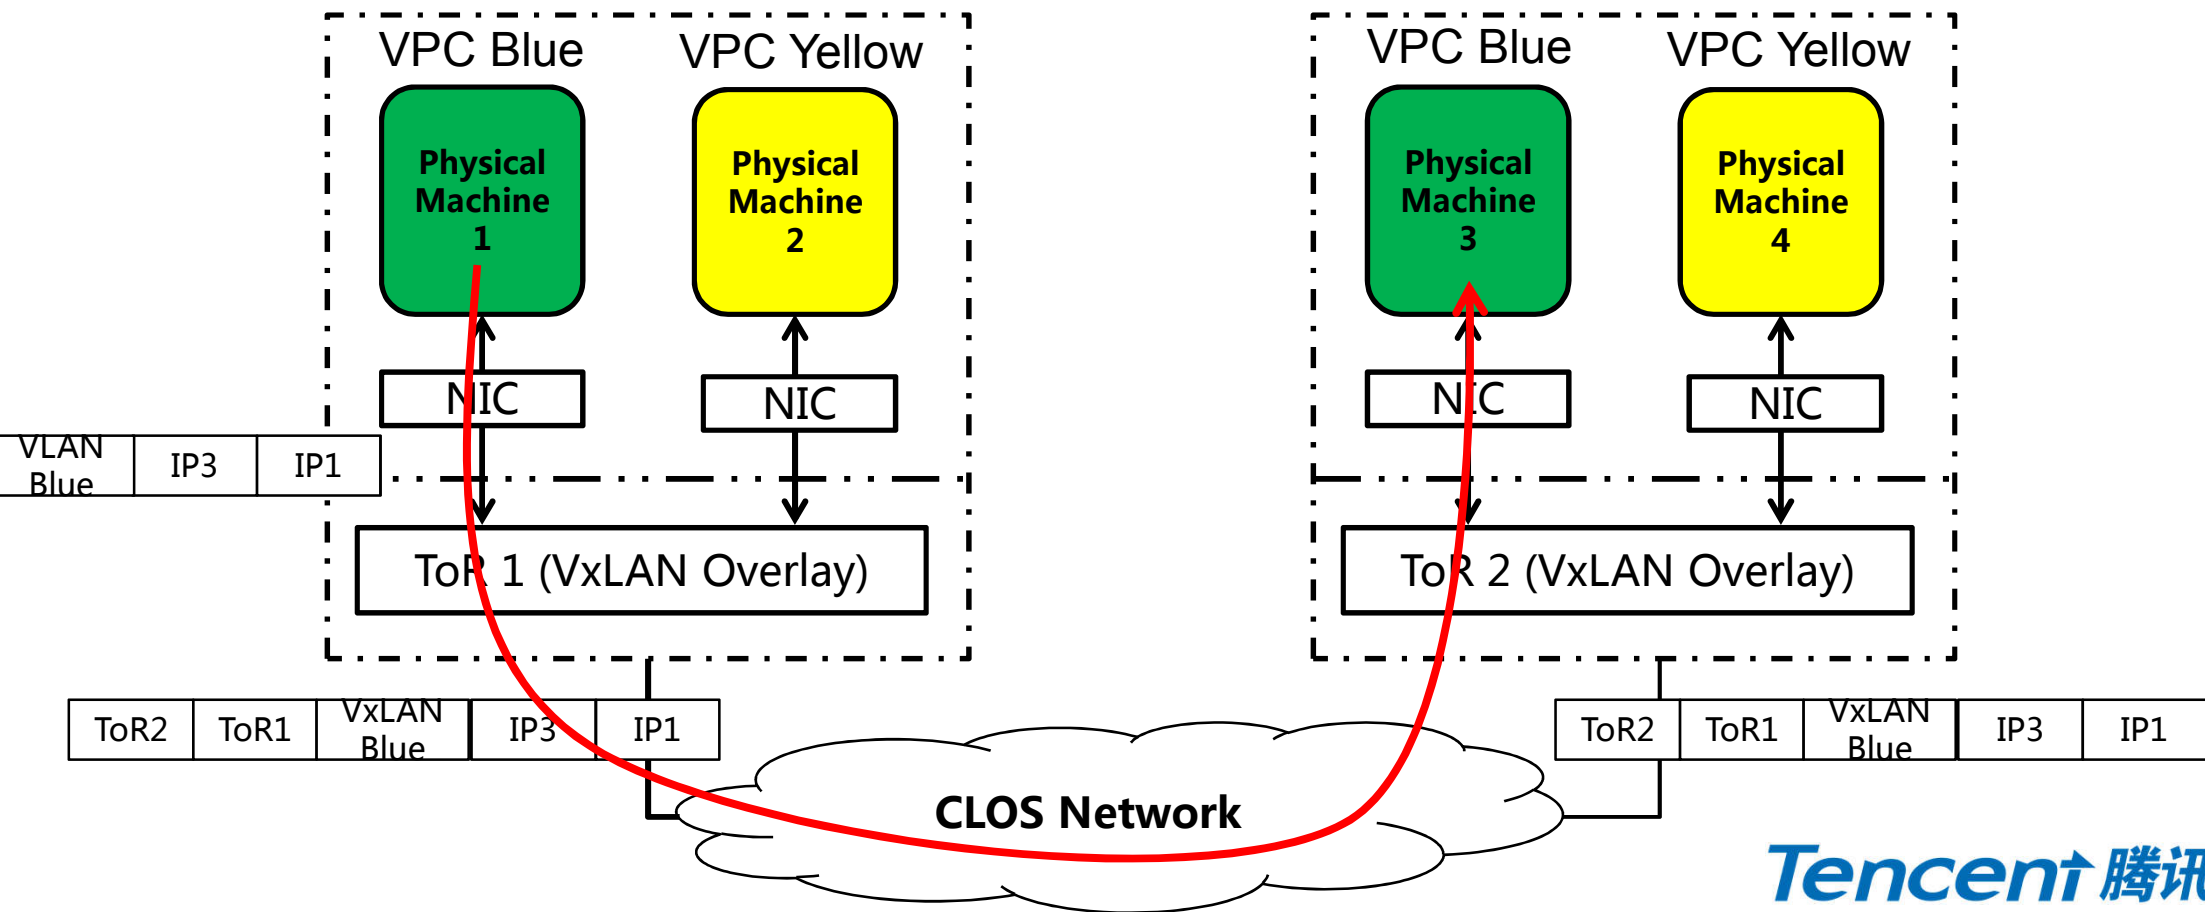 VPC Blue
VPC Yellow
VPC Blue
VPC Yellow
Physical
Machine
1
Physical
Machine
2
Physical
Machine
3
Physical
Machine
4
NIC
NIC
NIC
NIC
VLAN
Blue
IP3
IP1
ToR 1 (VxLAN Overlay)
ToR 2 (VxLAN Overlay)
ToR2
ToR1
VxLAN
Blue
IP3
IP1
ToR2
ToR1
VxLAN
Blue
IP3
IP1
CLOS Network
Tencent 腾讯